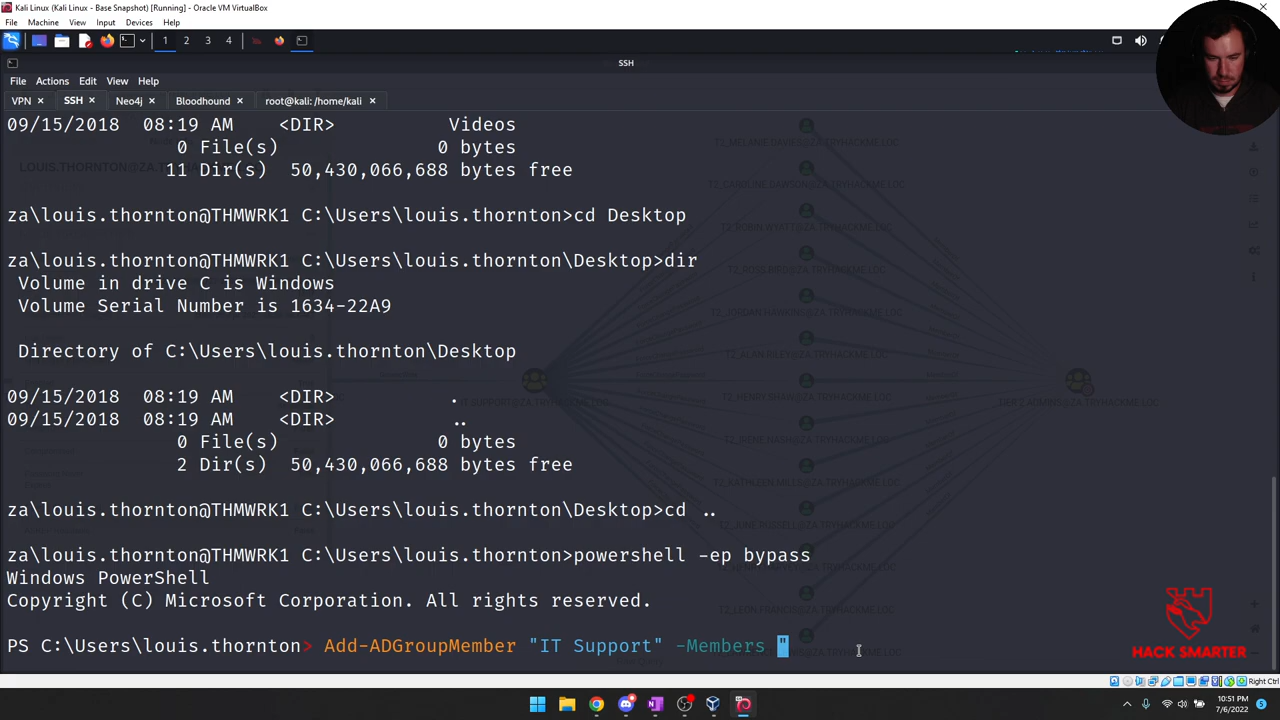 Kali Linux (Kali Linux - Base Snapshot) [Running] - Oracle VM VirtualBox
File Machine View Input Devices Help
1 2 3 4
SSH
File Actions Edit View Help
VPN × SSH × Neo4j × Bloodhound × root@kali: /home/kali ×
09/15/2018 08:19 AM <DIR> Videos
0 File(s) 0 bytes
11 Dir(s) 50,430,066,688 bytes free
za\louis.thornton@THMWRK1 C:\Users\louis.thornton>cd Desktop
za\louis.thornton@THMWRK1 C:\Users\louis.thornton\Desktop>dir
Volume in drive C is Windows
Volume Serial Number is 1634-22A9
Directory of C:\Users\louis.thornton\Desktop
09/15/2018 08:19 AM <DIR> .
09/15/2018 08:19 AM <DIR> ..
0 File(s) 0 bytes
2 Dir(s) 50,430,066,688 bytes free
za\louis.thornton@THMWRK1 C:\Users\louis.thornton\Desktop>cd ..
za\louis.thornton@THMWRK1 C:\Users\louis.thornton>powershell -ep bypass
Windows PowerShell
Copyright (C) Microsoft Corporation. All rights reserved.
PS C:\Users\louis.thornton> Add-ADGroupMember "IT Support" -Members "
HACK SMARTER
Right Ctrl
10:51 PM
7/6/2022